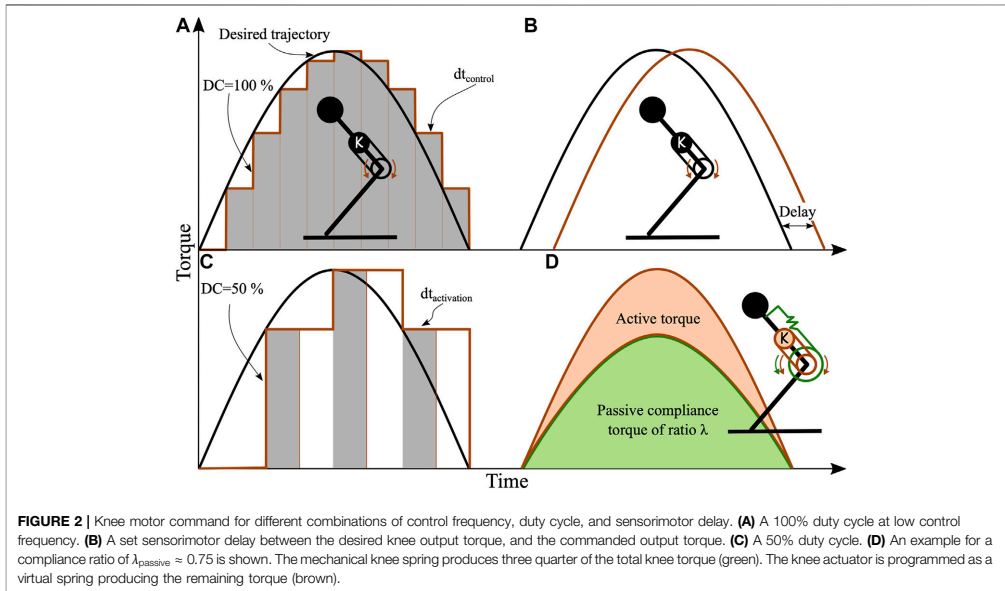 A
Desired trajectory
DC=100 %
dtcontrol
K
Torque
B
K
Delay
C
DC=50 %
dtactivation
D
Active torque
K
Passive compliance
torque of ratio λ
Time
FIGURE 2 | Knee motor command for different combinations of control frequency, duty cycle, and sensorimotor delay. (A) A 100% duty cycle at low control
frequency. (B) A set sensorimotor delay between the desired knee output torque, and the commanded output torque. (C) A 50% duty cycle. (D) An example for a
compliance ratio of λpassive ≈ 0.75 is shown. The mechanical knee spring produces three quarter of the total knee torque (green). The knee actuator is programmed as a
virtual spring producing the remaining torque (brown).